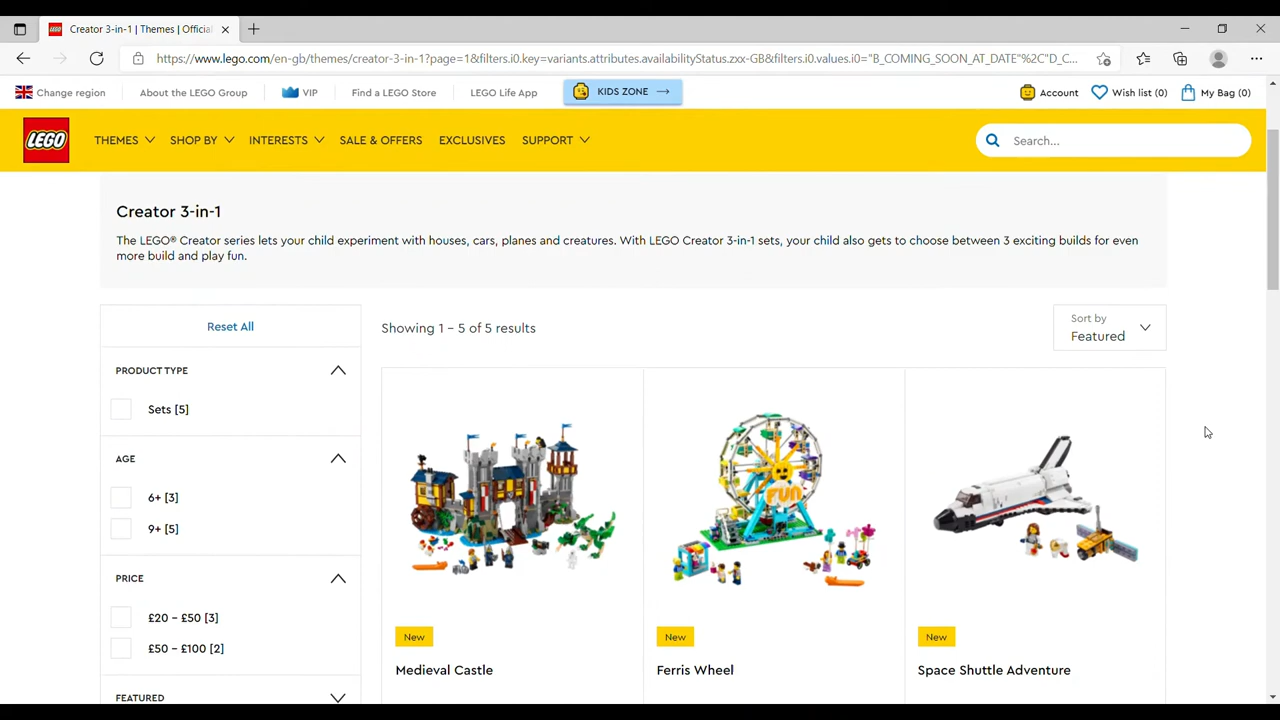 Creator 3-in-1 | Themes | Official
https://www.lego.com/en-gb/themes/creator-3-in-1?page=1&filters.i0.key=variants.attributes.availabilityStatus.zxx-GB&filters.i0.values.i0="B_COMING_SOON_AT_DATE"%2C"D_C...
Change region
About the LEGO Group
VIP
Find a LEGO Store
LEGO Life App
KIDS ZONE
Account
Wish list (0)
My Bag (0)
LEGO
THEMES
SHOP BY
INTERESTS
SALE & OFFERS
EXCLUSIVES
SUPPORT
Search...
Creator 3-in-1
The LEGO® Creator series lets your child experiment with houses, cars, planes and creatures. With LEGO Creator 3-in-1 sets, your child also gets to choose between 3 exciting builds for even
more build and play fun.
Reset All
Showing 1 - 5 of 5 results
Sort by
Featured
PRODUCT TYPE
Sets [5]
AGE
6+ [3]
9+ [5]
PRICE
£20 - £50 [3]
£50 - £100 [2]
FEATURED
FUN
New
Medieval Castle
New
Ferris Wheel
New
Space Shuttle Adventure